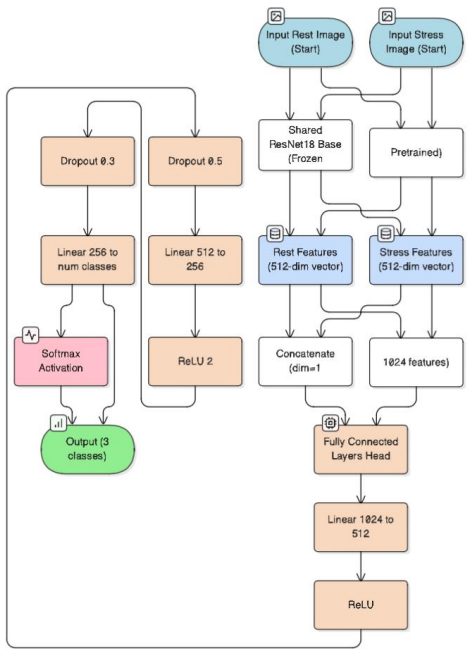 Input Rest Image
(Start)
Input Stress
Image (Start)
Shared
ResNet18 Base
(Frozen
Pretrained)
Dropout 0.3
Dropout 0.5
Linear 256 to
num classes
Linear 512 to
256
Rest Features
(512-dim vector)
Stress Features
(512-dim vector)
Softmax
Activation
ReLU 2
Concatenate
(dim=1
1024 features)
Output (3
classes)
Fully Connected
Layers Head
Linear 1024 to
512
ReLU